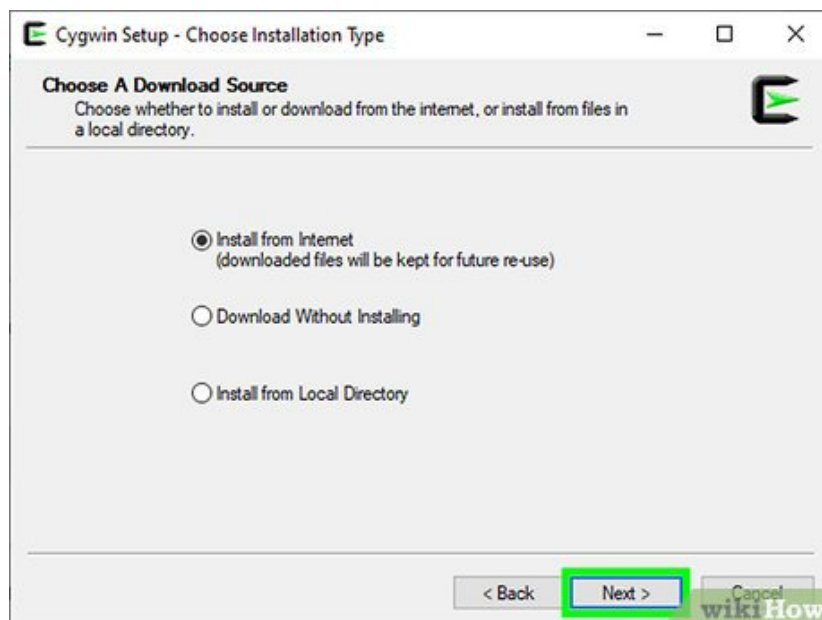 Cygwin Setup - Choose Installation Type
Choose A Download Source
Choose whether to install or download from the internet, or install from files in
a local directory.
Install from Internet
(downloaded files will be kept for future re-use)
Download Without Installing
Install from Local Directory
< Back
Next >
Cancel
wikiHow